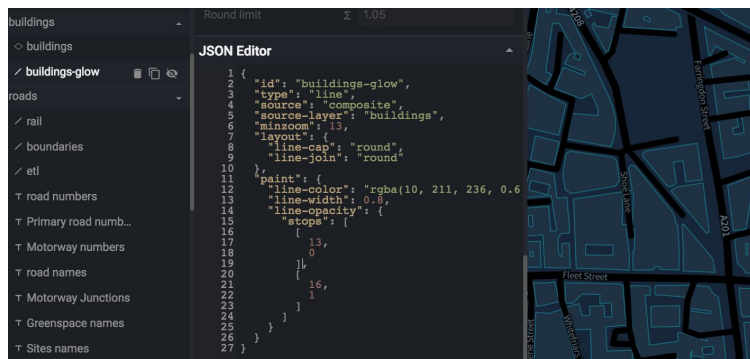 buildings
buildings
buildings-glow
roads
rail
boundaries
etl
road numbers
Primary road numb...
Motorway numbers
road names
Motorway Junctions
Greenspace names
Sites names
Round limit
1.05
JSON Editor
1 {
2 "id": "buildings-glow",
3 "type": "line",
4 "source": "composite",
5 "source-layer": "buildings",
6 "minzoom": 13,
7 "layout": {
8 "line-cap": "round",
9 "line-join": "round"
10 },
11 "paint": {
12 "line-color": "rgba(10, 211, 236, 0.6
13 "line-width": 0.8,
14 "line-opacity": {
15 "stops": [
16 [
17 13,
18 0
19 ],
20 [
21 16,
22 1
23 ]
24 ]
25 }
26 }
27 }
A208
Farringdon Street
Shoe Lane
A201
Fleet Street
Whitefriars